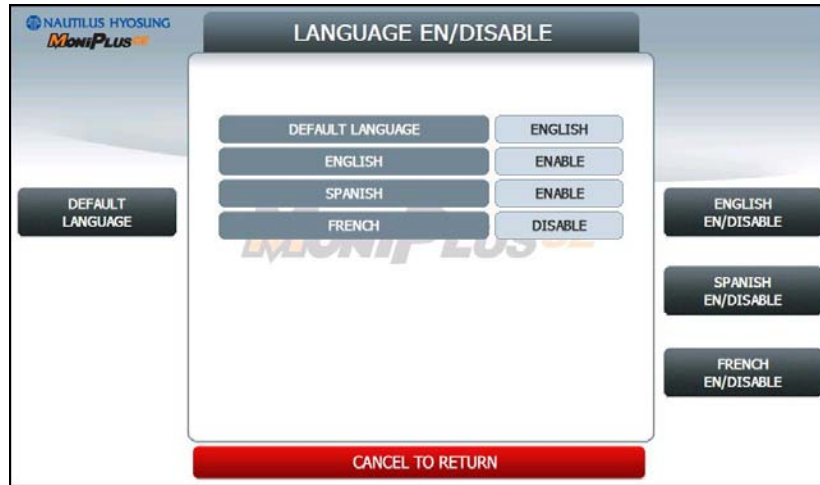 NAUTILUS HYOSUNG
MONIPLUS
LANGUAGE EN/DISABLE
DEFAULT LANGUAGE ENGLISH
ENGLISH ENABLE
SPANISH ENABLE
FRENCH DISABLE
DEFAULT
LANGUAGE
ENGLISH
EN/DISABLE
SPANISH
EN/DISABLE
FRENCH
EN/DISABLE
MONIPLUS
CANCEL TO RETURN